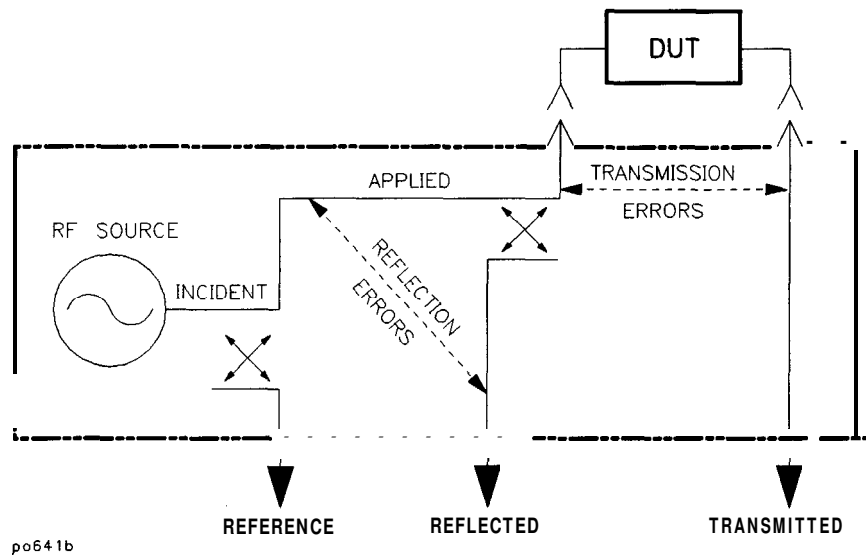 DUT
TRANSMISSION
ERRORS
APPLIED
RF SOURCE
INCIDENT
REFLECTION
ERRORS
REFERENCE
REFLECTED
TRANSMITTED
po641b